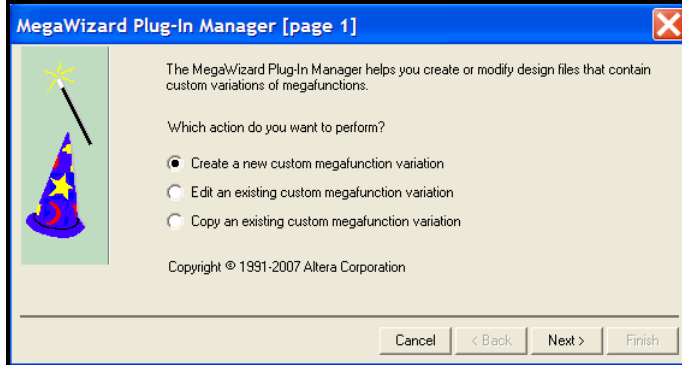 MegaWizard Plug-In Manager [page 1]
The MegaWizard Plug-In Manager helps you create or modify design files that contain
custom variations of megafunctions.
Which action do you want to perform?
Create a new custom megafunction variation
Edit an existing custom megafunction variation
Copy an existing custom megafunction variation
Copyright © 1991-2007 Altera Corporation
Cancel < Back Next > Finish